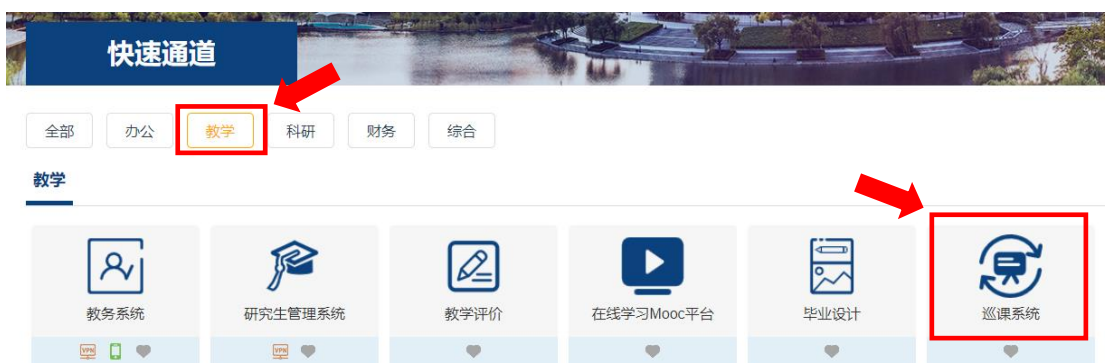 快速通道
全部 办公 教学 科研 财务 综合
教学
教务系统 研究生管理系统 教学评价 在线学习Mooc平台 毕业设计 巡课系统
VPN VPN